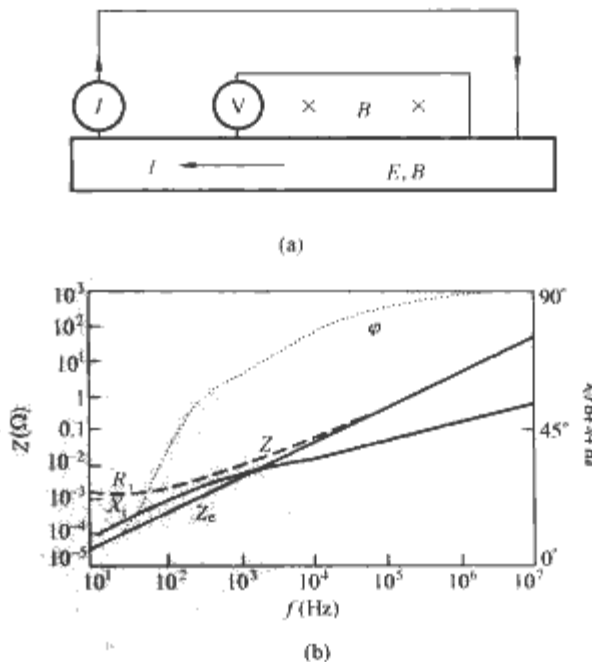 I
V
× B ×
I
E, B
(a)
10³
10²
10¹
1
0.1
10⁻²
10⁻³
10⁻⁴
10⁻⁵
Z(Ω)
φ
Z
R
X
Zₑ
90°
45°
0°
10¹ 10² 10³ 10⁴ 10⁵ 10⁶ 10⁷
f(Hz)
(b)